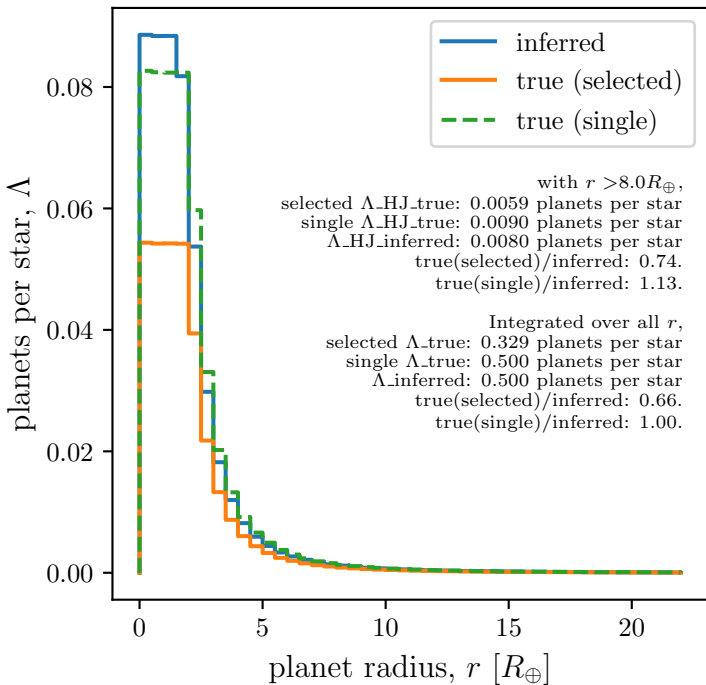 inferred
true (selected)
true (single)
with r >8.0R⊕,
selected Λ_HJ_true: 0.0059 planets per star
single Λ_HJ_true: 0.0090 planets per star
Λ_HJ_inferred: 0.0080 planets per star
true(selected)/inferred: 0.74.
true(single)/inferred: 1.13.
Integrated over all r,
selected Λ_true: 0.329 planets per star
single Λ_true: 0.500 planets per star
Λ_inferred: 0.500 planets per star
true(selected)/inferred: 0.66.
true(single)/inferred: 1.00.
planets per star, Λ
0.08
0.06
0.04
0.02
0.00
0 5 10 15 20
planet radius, r [R⊕]